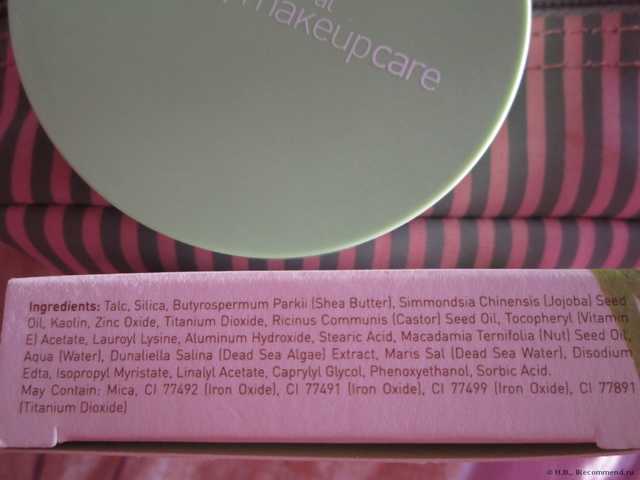 at
makeupcare
Ingredients: Talc, Silica, Butyrospermum Parkii (Shea Butter), Simmondsia Chinensis (Jojoba) Seed
Oil, Kaolin, Zinc Oxide, Titanium Dioxide, Ricinus Communis (Castor) Seed Oil, Tocopheryl (Vitamin
E) Acetate, Lauroyl Lysine, Aluminum Hydroxide, Stearic Acid, Macadamia Ternifolia (Nut) Seed Oil,
Aqua (Water), Dunaliella Salina (Dead Sea Algae) Extract, Maris Sal (Dead Sea Water), Disodium
Edta, Isopropyl Myristate, Linalyl Acetate, Caprylyl Glycol, Phenoxyethanol, Sorbic Acid.
May Contain: Mica, CI 77492 (Iron Oxide), CI 77491 (Iron Oxide), CI 77499 (Iron Oxide), CI 77891
(Titanium Dioxide)
© H.B., IRecommend.ru